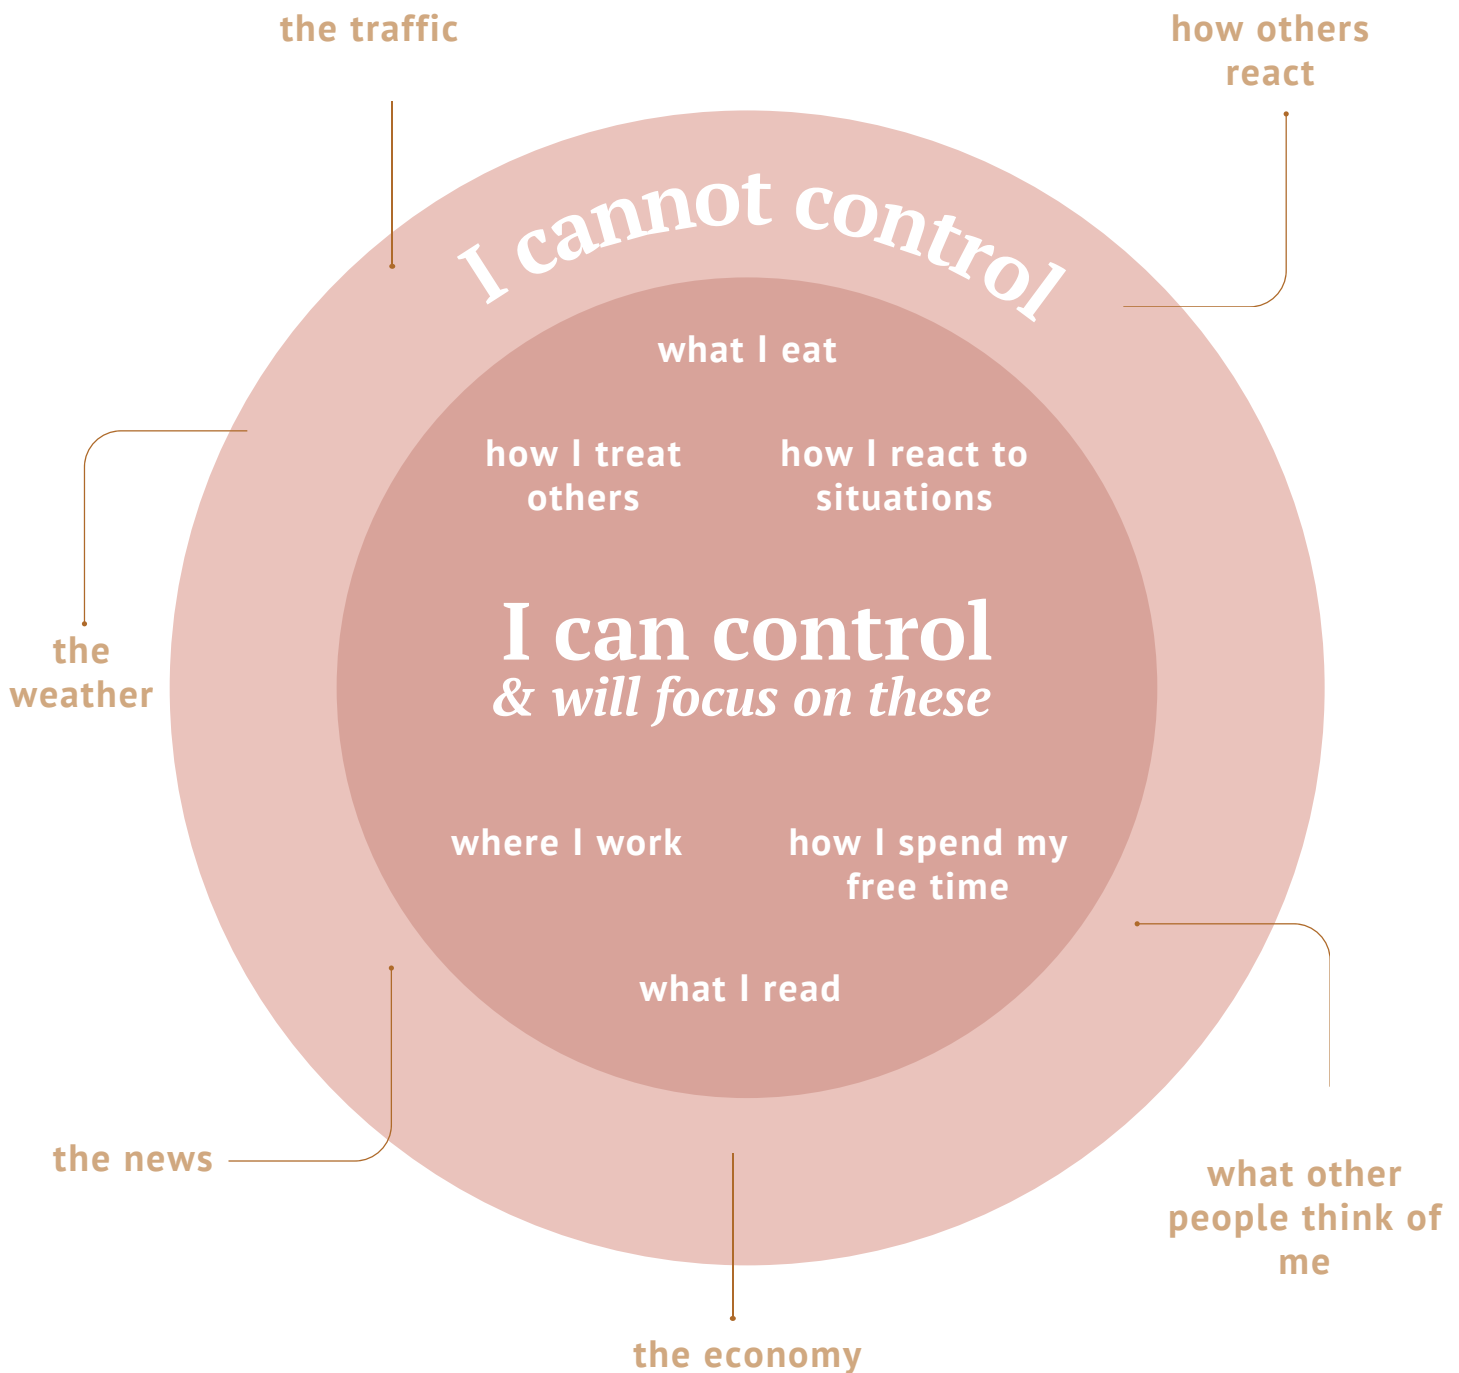 the traffic
how others
react
I cannot control
what I eat
how I treat
others
how I react to
situations
I can control
& will focus on these
the
weather
where I work
how I spend my
free time
what I read
the news
what other
people think of
me
the economy